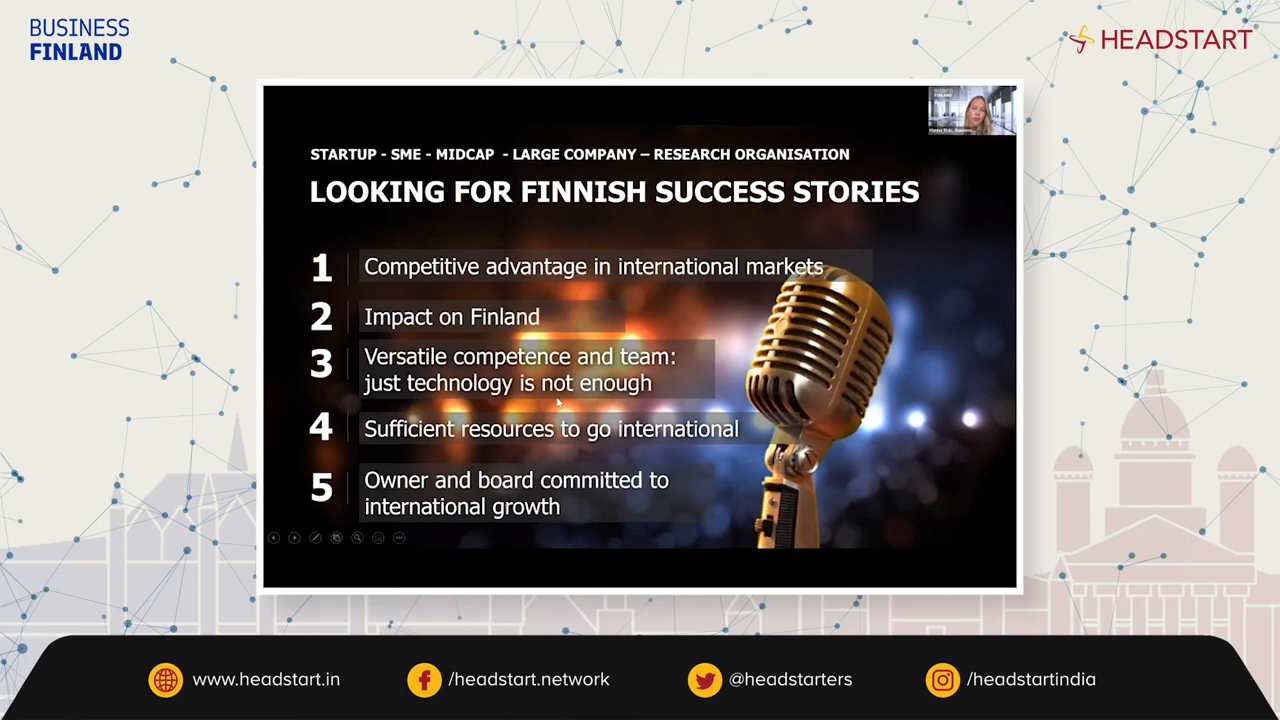 BUSINESS
FINLAND
HEADSTART
STARTUP - SME - MIDCAP - LARGE COMPANY – RESEARCH ORGANISATION
LOOKING FOR FINNISH SUCCESS STORIES
1 Competitive advantage in international markets
2 Impact on Finland
3 Versatile competence and team:
just technology is not enough
4 Sufficient resources to go international
5 Owner and board committed to
international growth
www.headstart.in
/headstart.network
@headstarters
/headstartindia